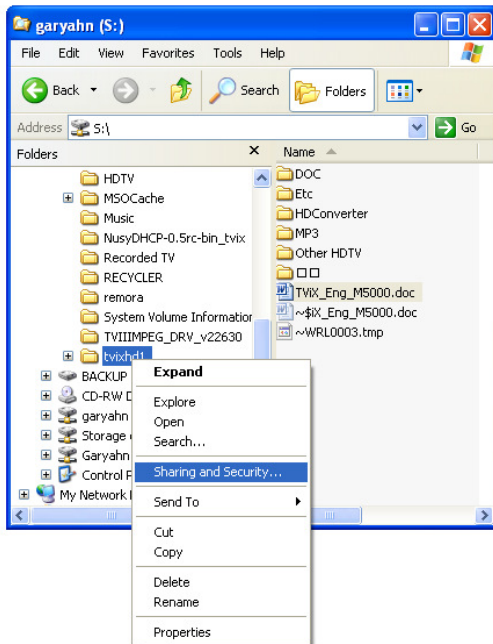 garyahn (S:)
File Edit View Favorites Tools Help
Back Search Folders
Address S:\ Go
Folders
HDTV
MSOCache
Music
NusyDHCP-0.5rc-bin_tvix
Recorded TV
RECYCLER
remora
System Volume Information
TVIIIMPEG_DRV_v22630
tvixhd1
BACKUP
CD-RW D
garyahn
Storage
Garyahn
Control P
My Network
Name
DOC
Etc
HDConverter
MP3
Other HDTV
TViX_Eng_M5000.doc
~$iX_Eng_M5000.doc
~WRL0003.tmp
Expand
Explore
Open
Search...
Sharing and Security...
Send To
Cut
Copy
Delete
Rename
Properties